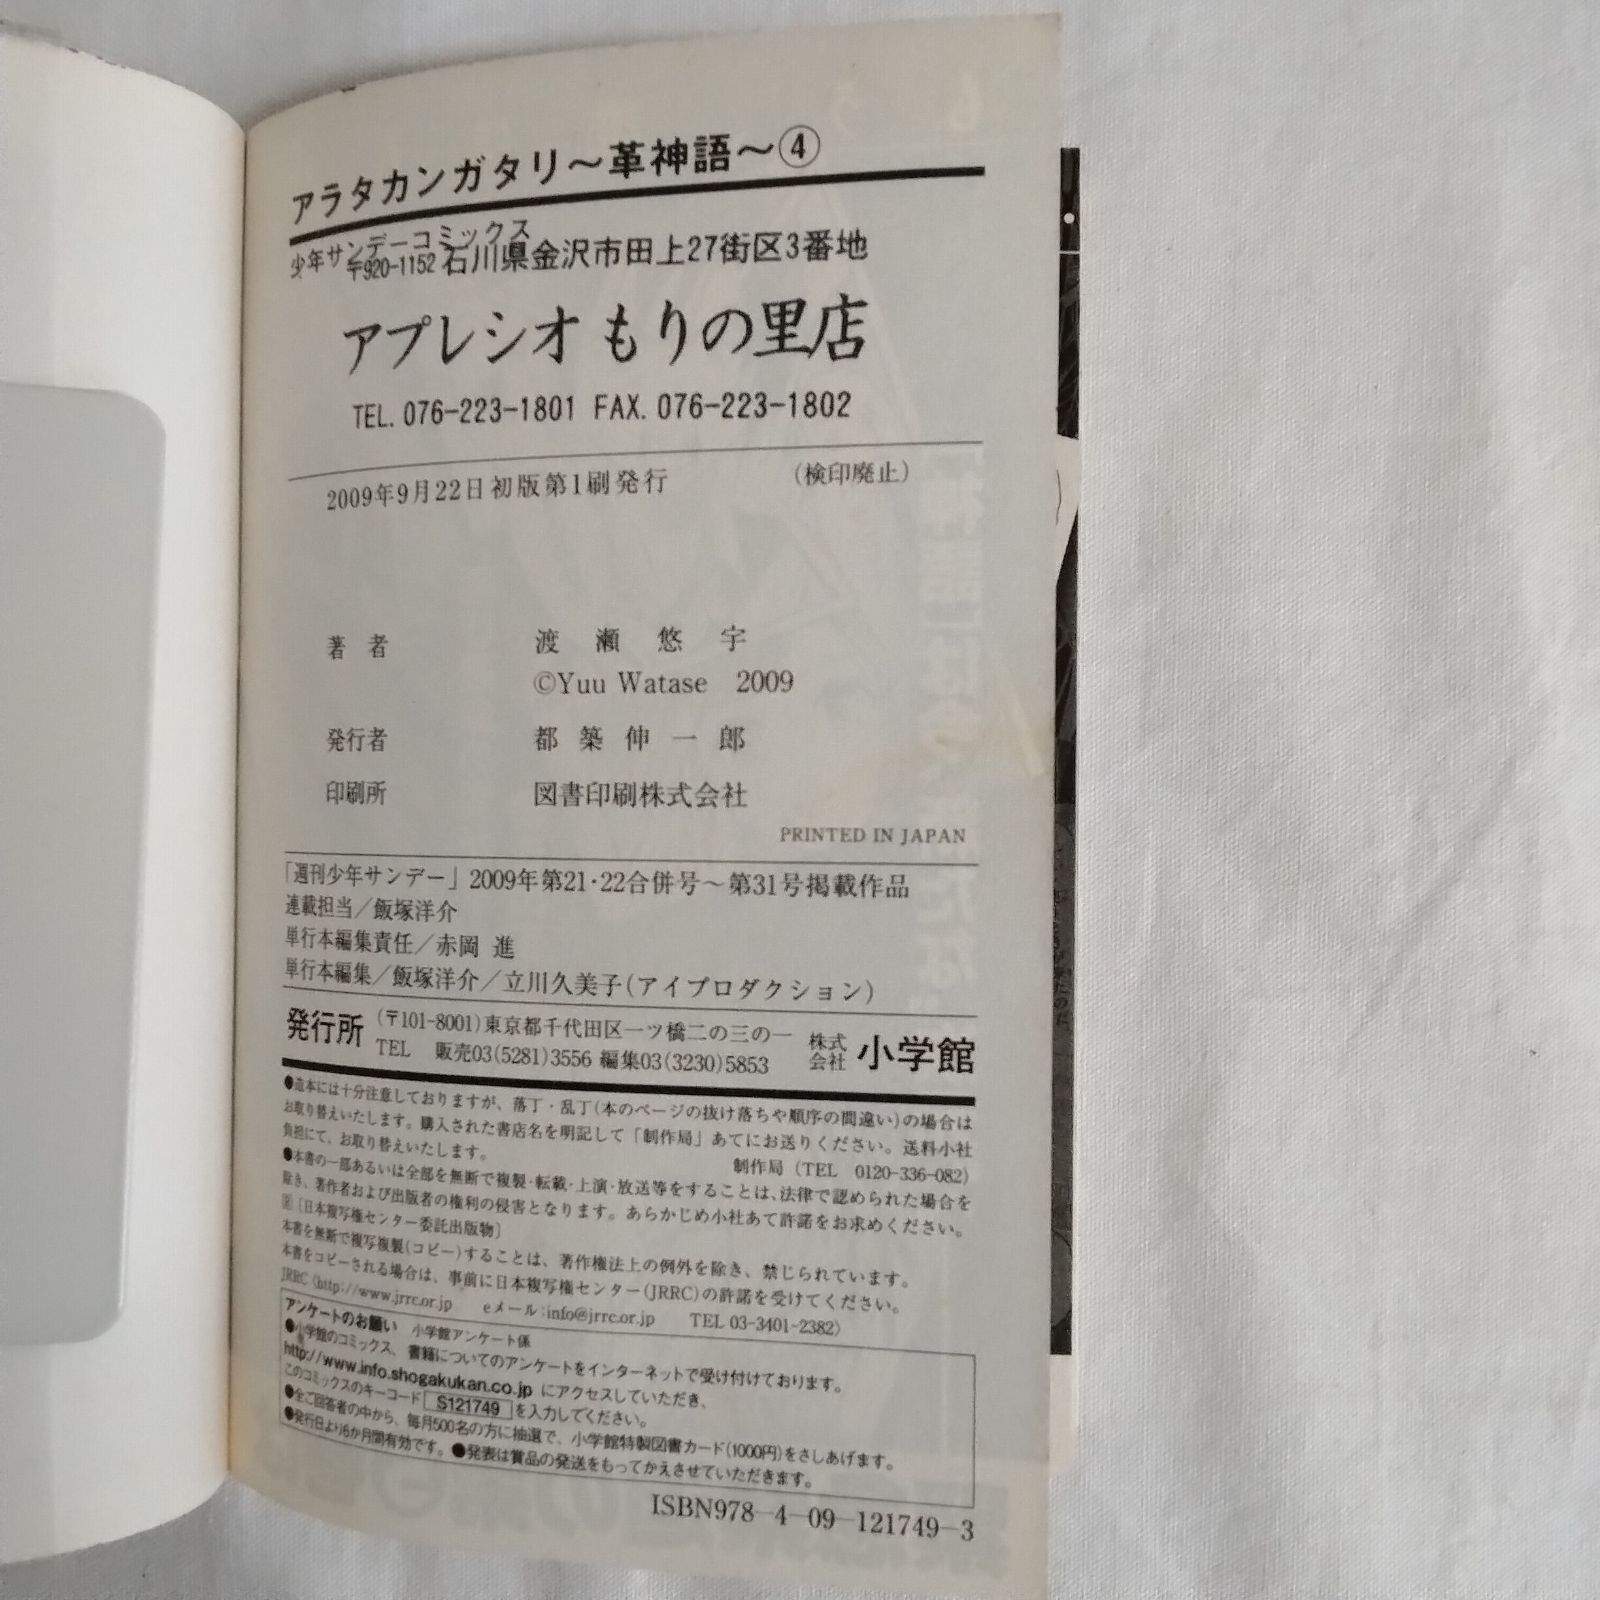 アラタカンガタリ〜革神語〜④
少年サンデーコミックス
〒920-1152 石川県金沢市田上27街区3番地
アプレシオ もりの里店
TEL. 076-223-1801 FAX. 076-223-1802
2009年9月22日初版第1刷発行 (検印廃止)
著者 渡瀬悠宇
©Yuu Watase 2009
発行者 都築伸一郎
印刷所 図書印刷株式会社
PRINTED IN JAPAN
「週刊少年サンデー」2009年第21・22合併号〜第31号掲載作品
連載担当／飯塚洋介
単行本編集責任／赤岡 進
単行本編集／飯塚洋介／立川久美子(アイプロダクション)
発行所 (〒101-8001)東京都千代田区一ツ橋二の三の一 株式会社 小学館
TEL 販売03(5281)3556 編集03(3230)5853
●造本には十分注意しておりますが、落丁・乱丁(本のページの抜け落ちや順序の間違い)の場合は
お取り替えいたします。購入された書店名を明記して「制作局」あてにお送りください。送料小社
負担にて、お取り替えいたします。 制作局(TEL 0120-336-082)
●本書の一部あるいは全部を無断で複製・転載・上演・放送等をすることは、法律で認められた場合を
除き、著作者および出版者の権利の侵害となります。あらかじめ小社あて許諾をお求めください。
Ⓡ[日本複写権センター委託出版物]
本書を無断で複写複製(コピー)することは、著作権法上の例外を除き、禁じられています。
本書をコピーされる場合は、事前に日本複写権センター(JRRC)の許諾を受けてください。
JRRC(http://www.jrrc.or.jp eメール:info@jrrc.or.jp TEL 03-3401-2382)
アンケートのお願い 小学館アンケート係
●小学館のコミックス、書籍についてのアンケートをインターネットで受け付けております。
http://www.info.shogakukan.co.jp にアクセスしていただき、
このコミックスのキーコード S121749 を入力してください。
●全ご回答者の中から、毎月500名の方に抽選で、小学館特製図書カード(1000円)をさしあげます。
●発行日より6か月間有効です。●発表は賞品の発送をもってかえさせていただきます。
ISBN978-4-09-121749-3